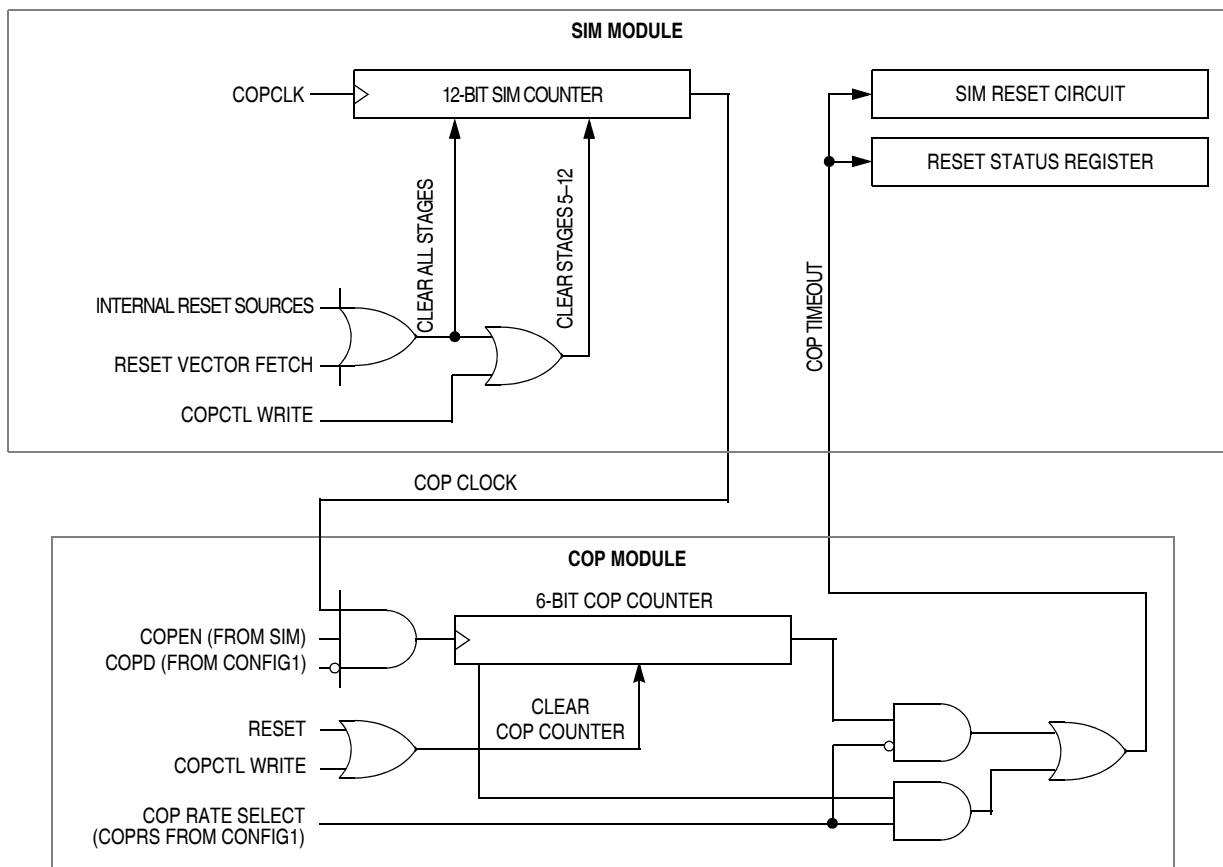 SIM MODULE
COPCLK
12-BIT SIM COUNTER
SIM RESET CIRCUIT
RESET STATUS REGISTER
CLEAR ALL STAGES
CLEAR STAGES 5–12
INTERNAL RESET SOURCES
RESET VECTOR FETCH
COPCTL WRITE
COP TIMEOUT
COP CLOCK
COP MODULE
6-BIT COP COUNTER
COPEN (FROM SIM)
COPD (FROM CONFIG1)
CLEAR
COP COUNTER
RESET
COPCTL WRITE
COP RATE SELECT
(COPRS FROM CONFIG1)